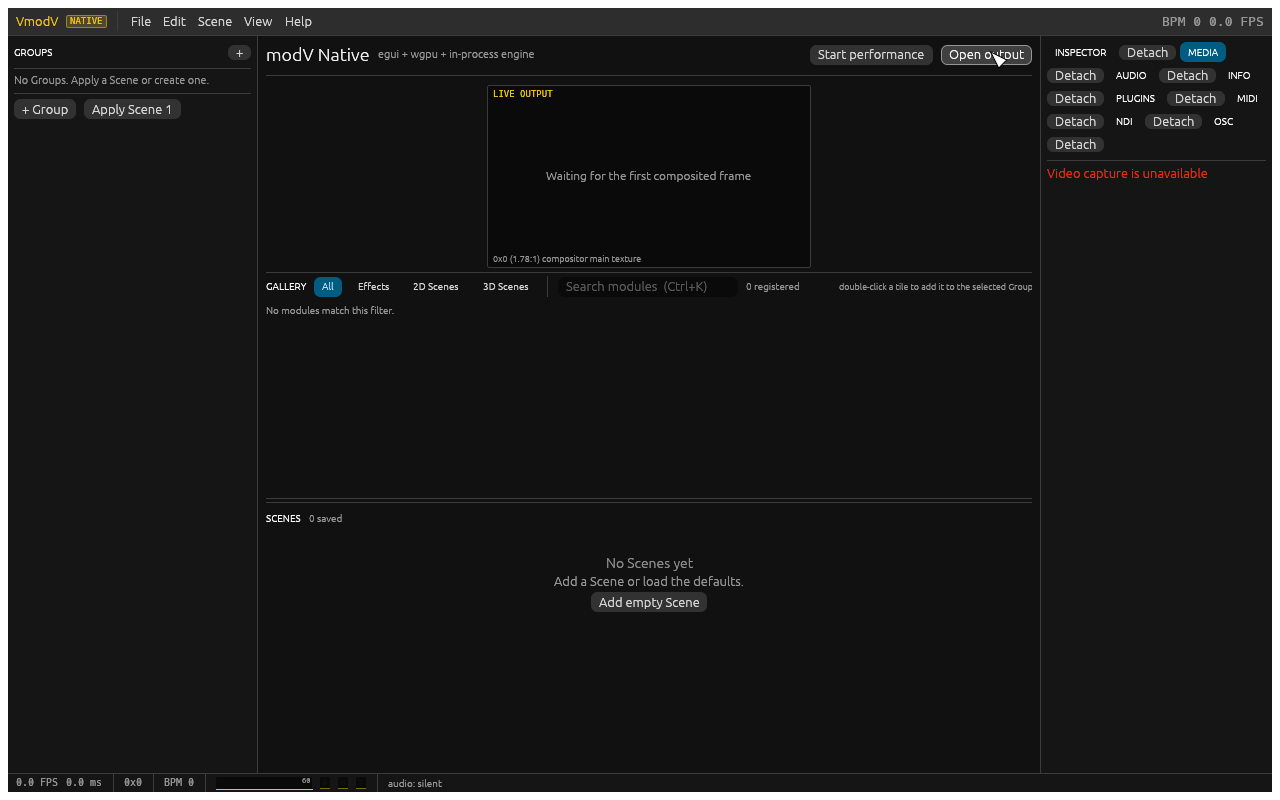 VmodV NATIVE File Edit Scene View Help BPM 0 0.0 FPS
GROUPS +
No Groups. Apply a Scene or create one.
+ Group Apply Scene 1
modV Native egui + wgpu + in-process engine Start performance Open output
LIVE OUTPUT
Waiting for the first composited frame
0x0 (1.78:1) compositor main texture
GALLERY All Effects 2D Scenes 3D Scenes Search modules (Ctrl+K) 0 registered double-click a tile to add it to the selected Group
No modules match this filter.
SCENES 0 saved
No Scenes yet
Add a Scene or load the defaults.
Add empty Scene
INSPECTOR Detach MEDIA
Detach AUDIO Detach INFO
Detach PLUGINS Detach MIDI
Detach NDI Detach OSC
Detach
Video capture is unavailable
0.0 FPS 0.0 ms 0x0 BPM 0 60 audio: silent